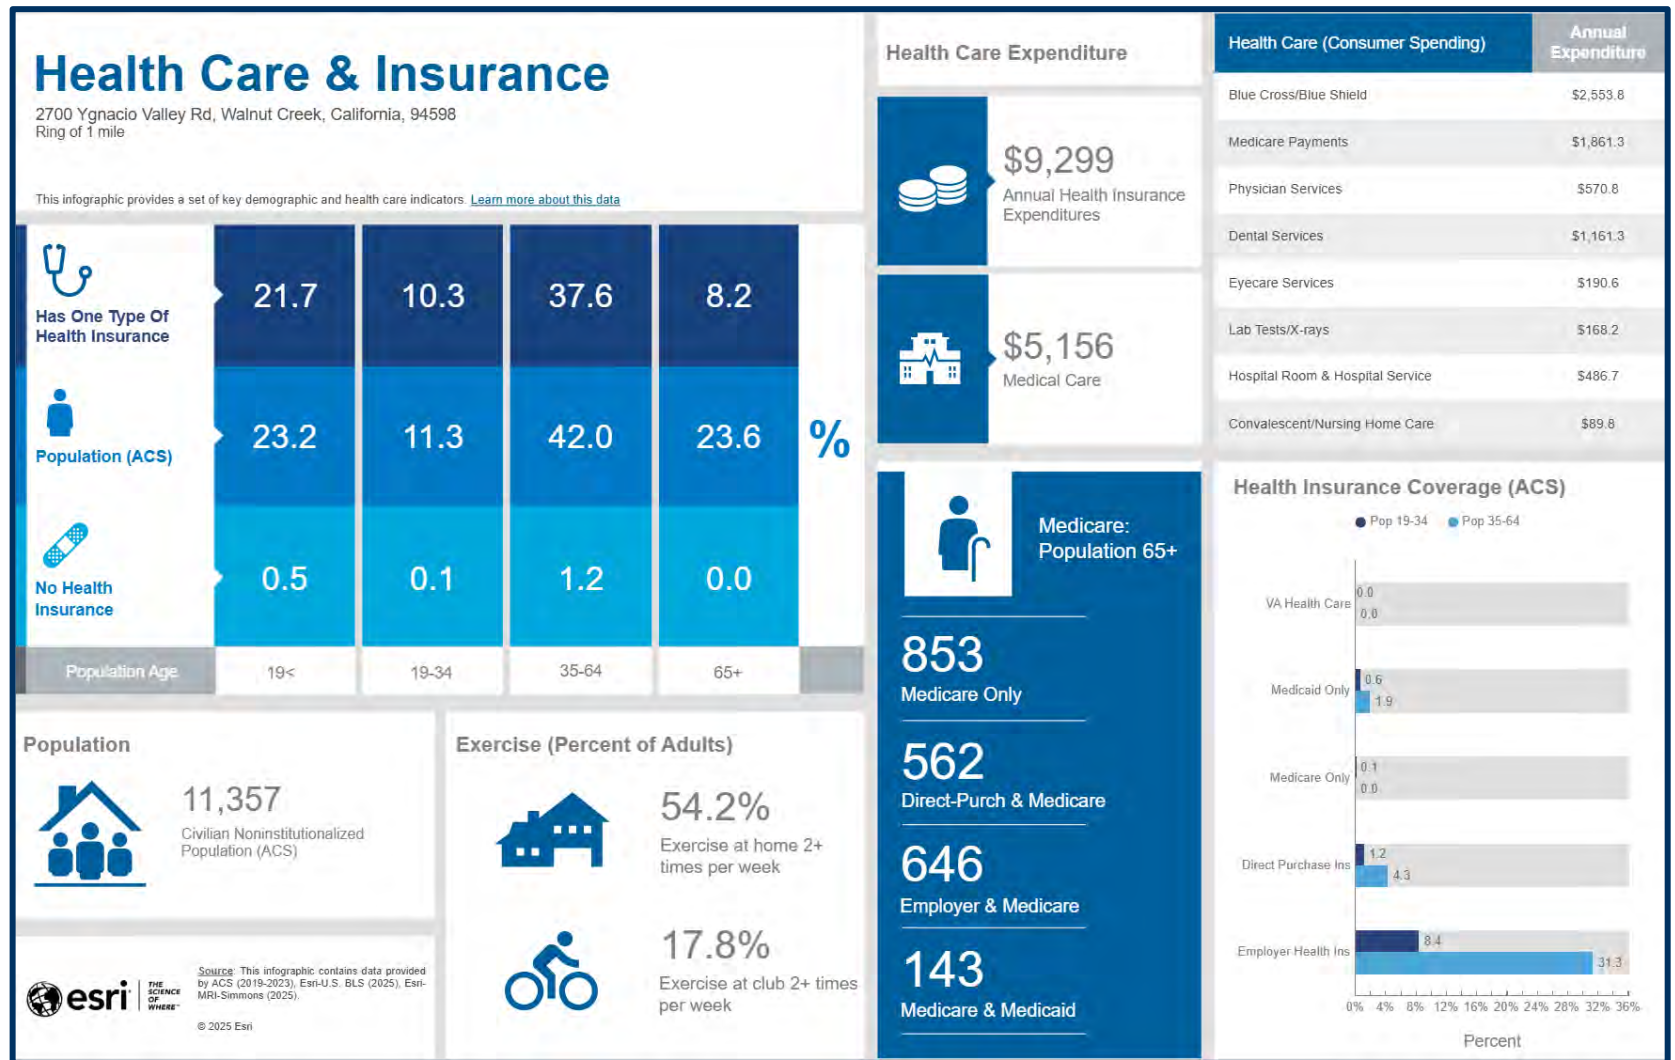 Health Care & Insurance
2700 Ygnacio Valley Rd, Walnut Creek, California, 94598
Ring of 1 mile
This infographic provides a set of key demographic and health care indicators. Learn more about this data
Has One Type Of
Health Insurance
21.7 10.3 37.6 8.2
Population (ACS)
23.2 11.3 42.0 23.6 %
No Health
Insurance
0.5 0.1 1.2 0.0
Population Age 19< 19-34 35-64 65+
Population
11,357
Civilian Noninstitutionalized
Population (ACS)
esri THE
SCIENCE
OF
WHERE™
Source: This infographic contains data provided
by ACS (2019-2023), Esri-U.S. BLS (2025), Esri-
MRI-Simmons (2025).
© 2025 Esri
Exercise (Percent of Adults)
54.2%
Exercise at home 2+
times per week
17.8%
Exercise at club 2+ times
per week
Health Care Expenditure
$9,299
Annual Health Insurance
Expenditures
$5,156
Medical Care
Medicare:
Population 65+
853
Medicare Only
562
Direct-Purch & Medicare
646
Employer & Medicare
143
Medicare & Medicaid
Health Care (Consumer Spending) Annual
Expenditure
Blue Cross/Blue Shield $2,553.8
Medicare Payments $1,861.3
Physician Services $570.8
Dental Services $1,161.3
Eyecare Services $190.6
Lab Tests/X-rays $168.2
Hospital Room & Hospital Service $486.7
Convalescent/Nursing Home Care $89.8
Health Insurance Coverage (ACS)
Pop 19-34 Pop 35-64
VA Health Care 0.0
0.0
Medicaid Only 0.6
1.9
Medicare Only 0.1
0.0
Direct Purchase Ins 1.2
4.3
Employer Health Ins 8.4
31.3
0% 4% 8% 12% 16% 20% 24% 28% 32% 36%
Percent